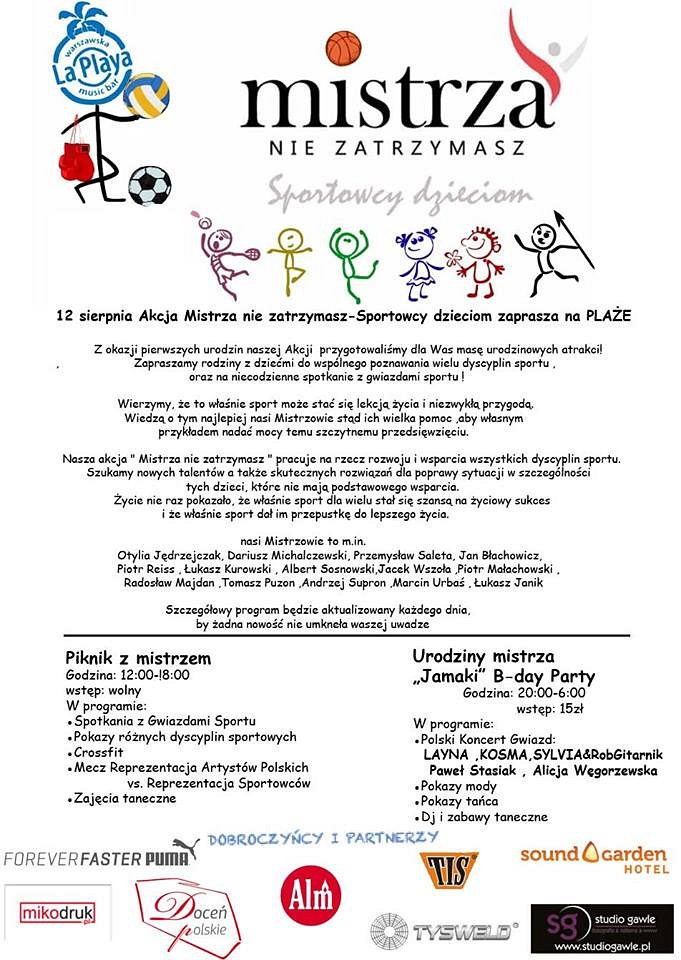 warszawska
La Playa
music bar
mistrza
NIE ZATRZYMASZ
Sportowcy dzieciom
12 sierpnia Akcja Mistrza nie zatrzymasz-Sportowcy dzieciom zaprasza na PLAŻE
Z okazji pierwszych urodzin naszej Akcji przygotowaliśmy dla Was masę urodzinowych atrakcj!
Zapraszamy rodziny z dziećmi do wspólnego poznawania wielu dyscyplin sportu ,
oraz na niecodzienne spotkanie z gwiazdami sportu !
Wierzymy, że to właśnie sport może stać się lekcją życia i niezwykłą przygodą,
Wiedzą o tym najlepiej nasi Mistrzowie stąd ich wielka pomoc ,aby własnym
przykładem nadać mocy temu szczytnemu przedsięwzięciu.
Nasza akcja " Mistrza nie zatrzymasz " pracuje na rzecz rozwoju i wsparcia wszystkich dyscyplin sportu.
Szukamy nowych talentów a także skutecznych rozwiązań dla poprawy sytuacji w szczególności
tych dzieci, które nie mają podstawowego wsparcia.
Życie nie raz pokazało, że właśnie sport dla wielu stał się szansą na życiowy sukces
i że właśnie sport dał im przepustkę do lepszego życia.
nasi Mistrzowie to m.in.
Otylia Jędrzejczak, Dariusz Michalczewski, Przemysław Saleta, Jan Błachowicz,
Piotr Reiss , Łukasz Kurowski , Albert Sosnowski,Jacek Wszoła ,Piotr Małachowski ,
Radosław Majdan ,Tomasz Puzon ,Andrzej Supron ,Marcin Urbaś , Łukasz Janik
Szczegółowy program będzie aktualizowany każdego dnia,
by żadna nowość nie umknęła waszej uwadze
Piknik z mistrzem
Godzina: 12:00-!8:00
wstęp: wolny
W programie:
•Spotkania z Gwiazdami Sportu
•Pokazy różnych dyscyplin sportowych
•Crossfit
•Mecz Reprezentacja Artystów Polskich
vs. Reprezentacja Sportowców
•Zajęcia taneczne
Urodziny mistrza
„Jamaki” B-day Party
Godzina: 20:00-6:00
wstęp: 15zł
W programie:
•Polski Koncert Gwiazd:
LAYNA ,KOSMA,SYLVIA&RobGitarnik
Paweł Stasiak , Alicja Węgorzewska
•Pokazy mody
•Pokazy tańca
•Dj i zabawy taneczne
DOBROCZYŃCY I PARTNERZY
FOREVER FASTER PUMA
TIS
sound garden
HOTEL
mikodruk.pl
Doceń
polskie
Alm
TYSWELD
sg studio gawle
www.studiogawle.pl